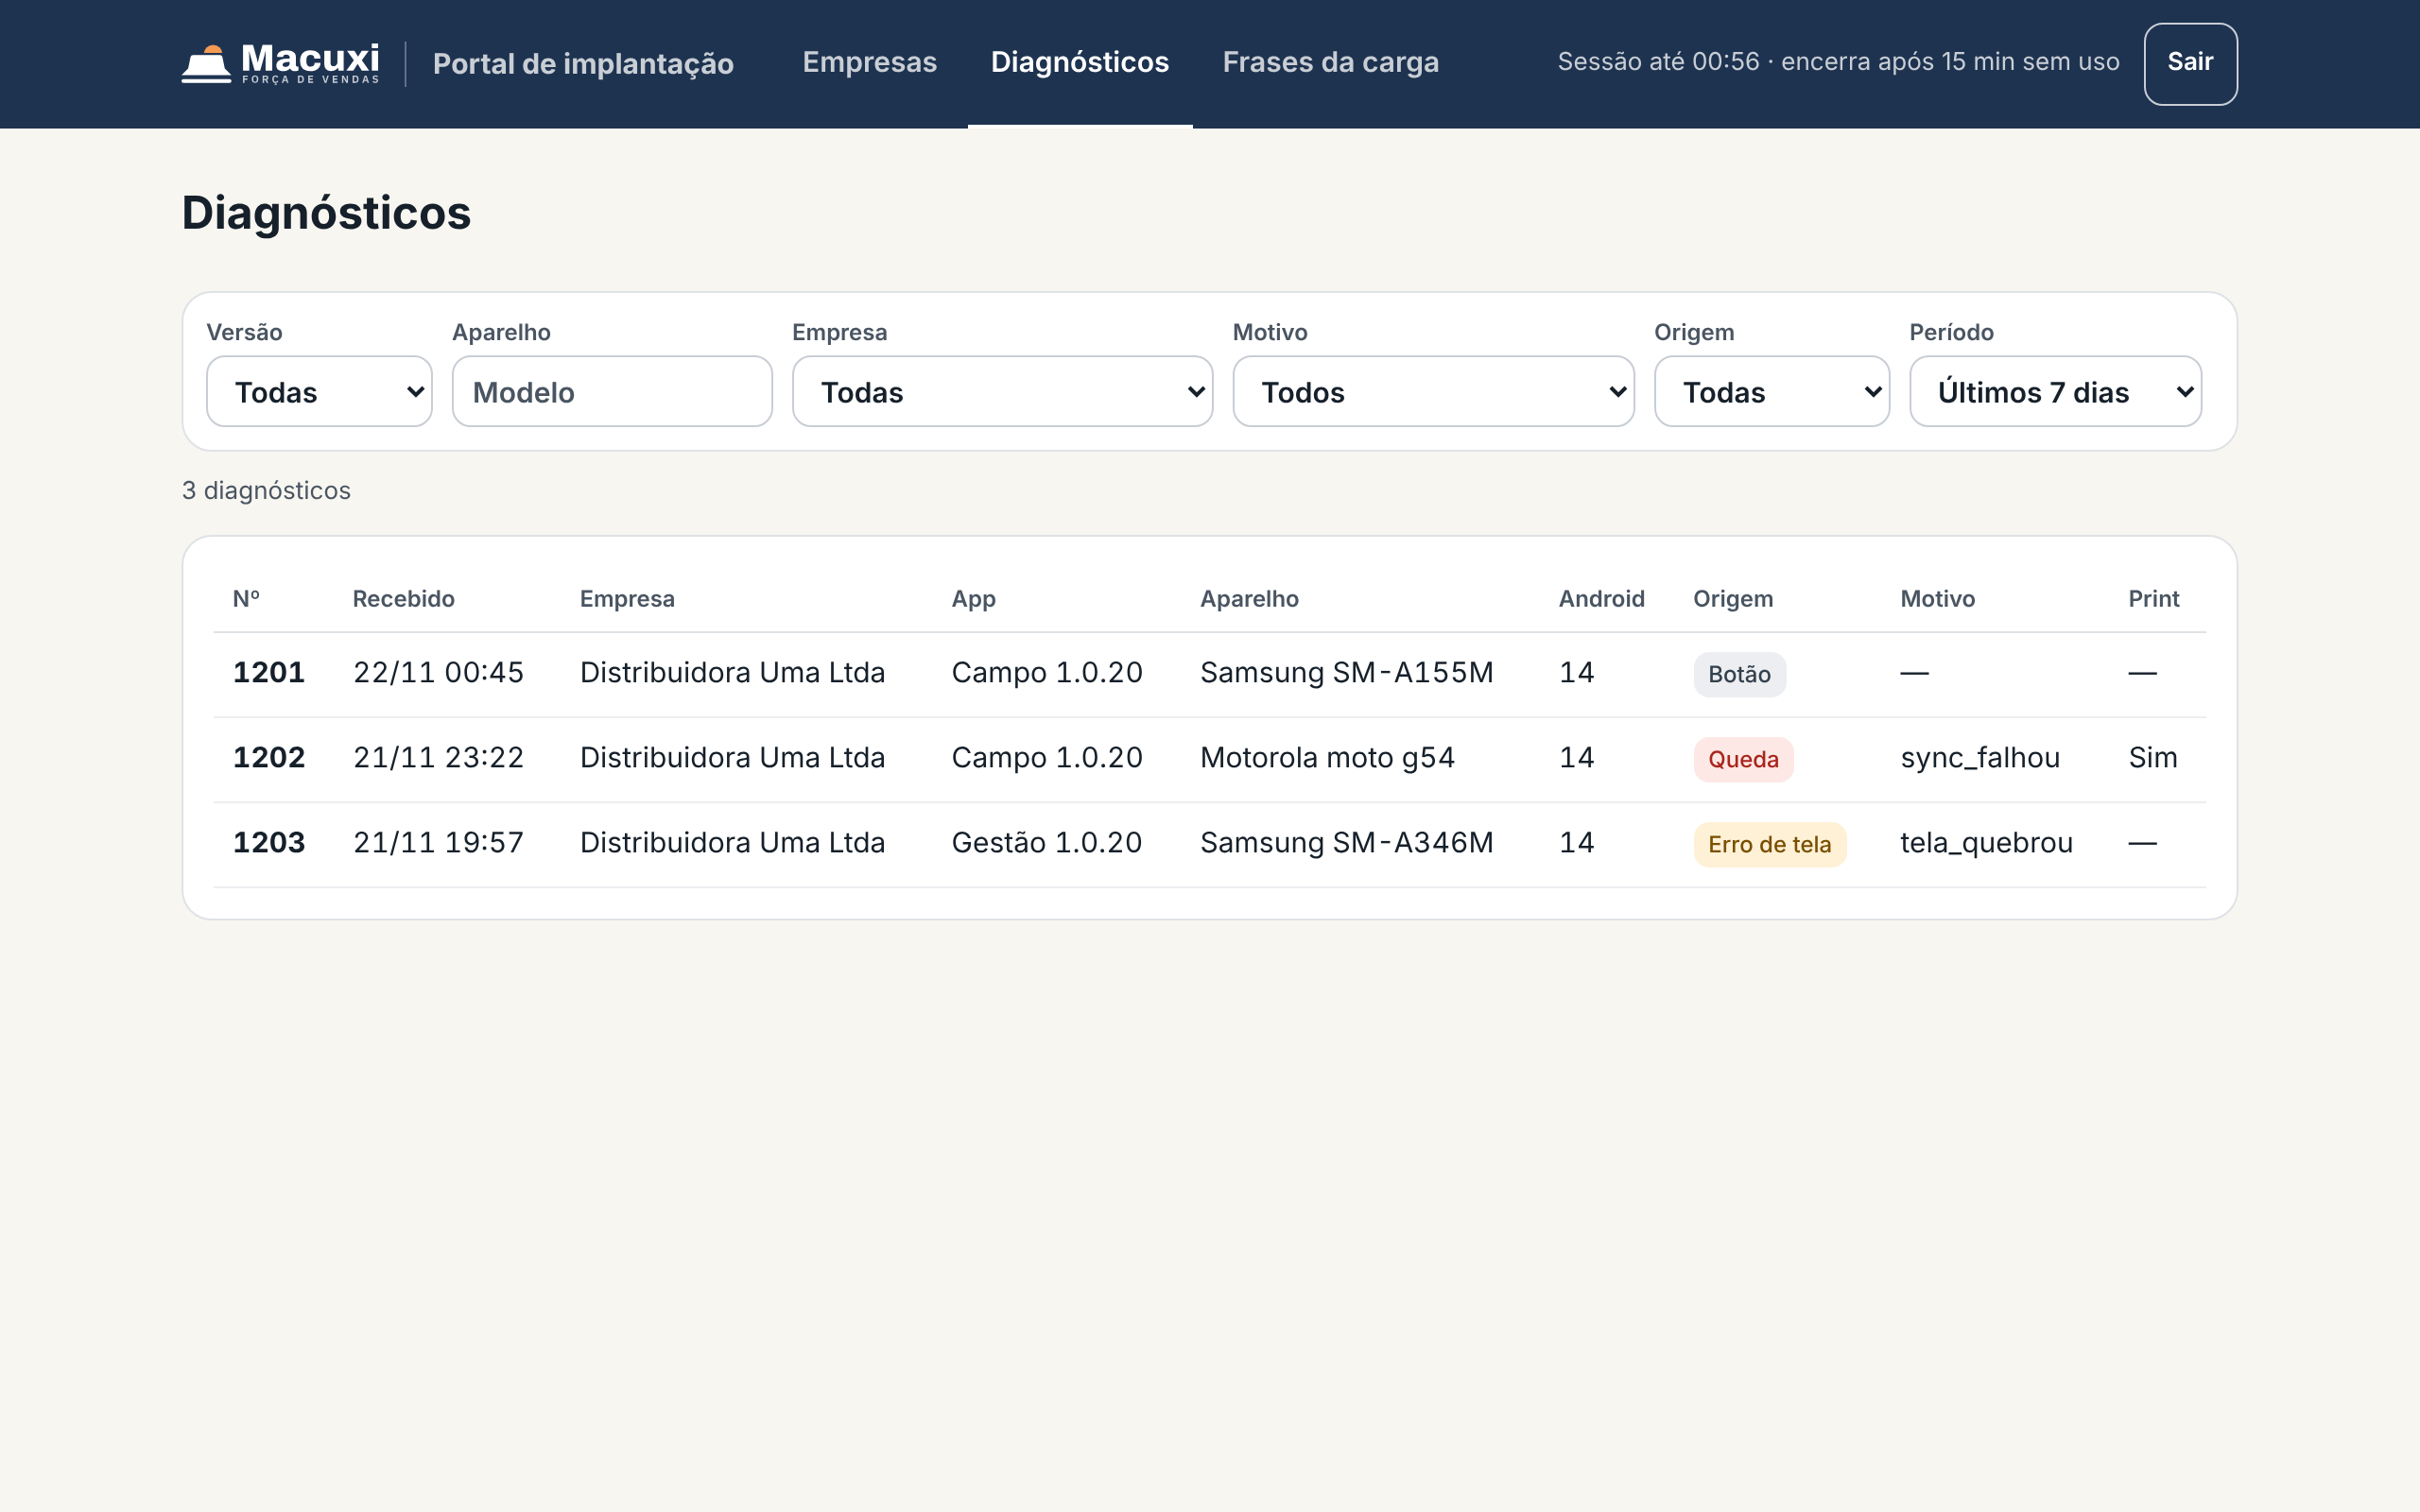 Macuxi
FORÇA DE VENDAS
Portal de implantação
Empresas
Diagnósticos
Frases da carga
Sessão até 00:56 · encerra após 15 min sem uso
Sair
Diagnósticos
Versão Aparelho Empresa Motivo Origem Período
Todas Modelo Todas Todos Todas Últimos 7 dias
3 diagnósticos
Nº Recebido Empresa App Aparelho Android Origem Motivo Print
1201 22/11 00:45 Distribuidora Uma Ltda Campo 1.0.20 Samsung SM-A155M 14 Botão — —
1202 21/11 23:22 Distribuidora Uma Ltda Campo 1.0.20 Motorola moto g54 14 Queda sync_falhou Sim
1203 21/11 19:57 Distribuidora Uma Ltda Gestão 1.0.20 Samsung SM-A346M 14 Erro de tela tela_quebrou —